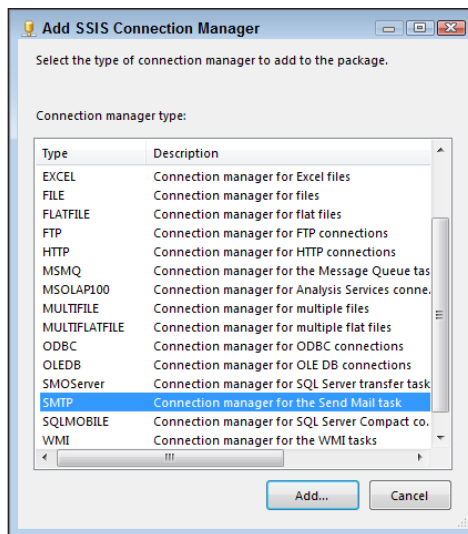 Add SSIS Connection Manager
Select the type of connection manager to add to the package.
Connection manager type:
Type Description
EXCEL Connection manager for Excel files
FILE Connection manager for files
FLATFILE Connection manager for flat files
FTP Connection manager for FTP connections
HTTP Connection manager for HTTP connections
MSMQ Connection manager for the Message Queue tas
MSOLAP100 Connection manager for Analysis Services conne.
MULTIFILE Connection manager for multiple files
MULTIFLATFILE Connection manager for multiple flat files
ODBC Connection manager for ODBC connections
OLEDB Connection manager for OLE DB connections
SMOServer Connection manager for SQL Server transfer task
SMTP Connection manager for the Send Mail task
SQLMOBILE Connection manager for SQL Server Compact co.
WMI Connection manager for the WMI tasks
Add... Cancel